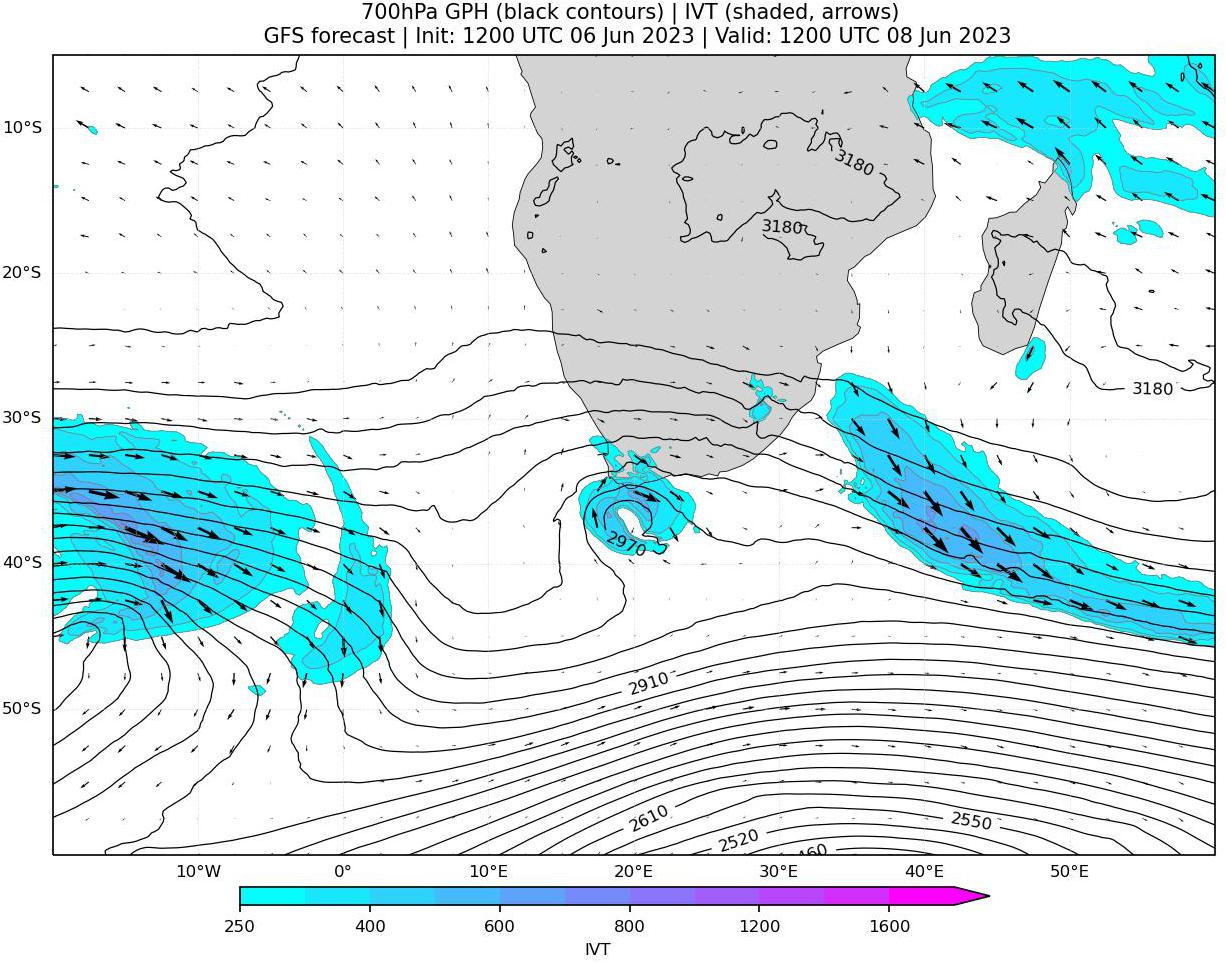 700hPa GPH (black contours) | IVT (shaded, arrows)
GFS forecast | Init: 1200 UTC 06 Jun 2023 | Valid: 1200 UTC 08 Jun 2023
10°S
3180
3180
20°S
3180
30°S
2970
40°S
2910
50°S
2610
2550
2520
460
10°W 0° 10°E 20°E 30°E 40°E 50°E
250 400 600 800 1200 1600
IVT